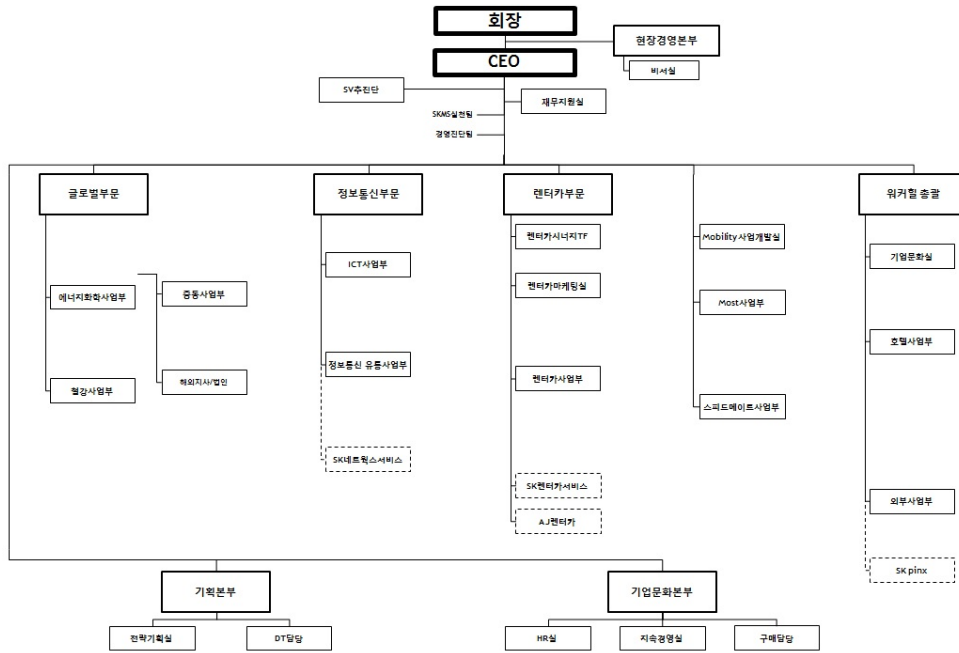 회장
현장경영본부
CEO
비서실
SV추진단
재무지원실
SKMS실천팀
경영진단팀
글로벌부문
정보통신부문
렌터카부문
워커힐 총괄
렌터카시너지TF
Mobility사업개발실
기업문화실
ICT사업부
렌터카마케팅실
에너지화학사업부
중동사업부
Most사업부
호텔사업부
정보통신 유통사업부
렌터카사업부
해외지사/법인
철강사업부
스피드메이트사업부
SK네트웍스서비스
SK렌터카서비스
외부사업부
AJ렌터카
SK pinx
기획본부
기업문화본부
전략기획실
DT담당
HR실
지속경영실
구매담당